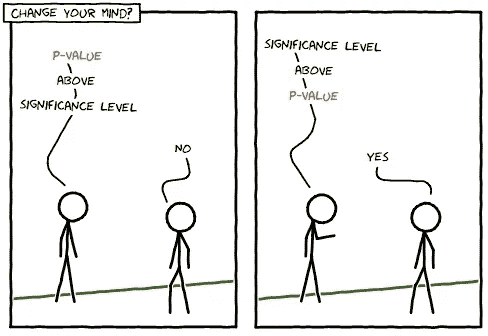 CHANGE YOUR MIND?
P-VALUE
ABOVE
SIGNIFICANCE LEVEL
NO
SIGNIFICANCE LEVEL
ABOVE
P-VALUE
YES